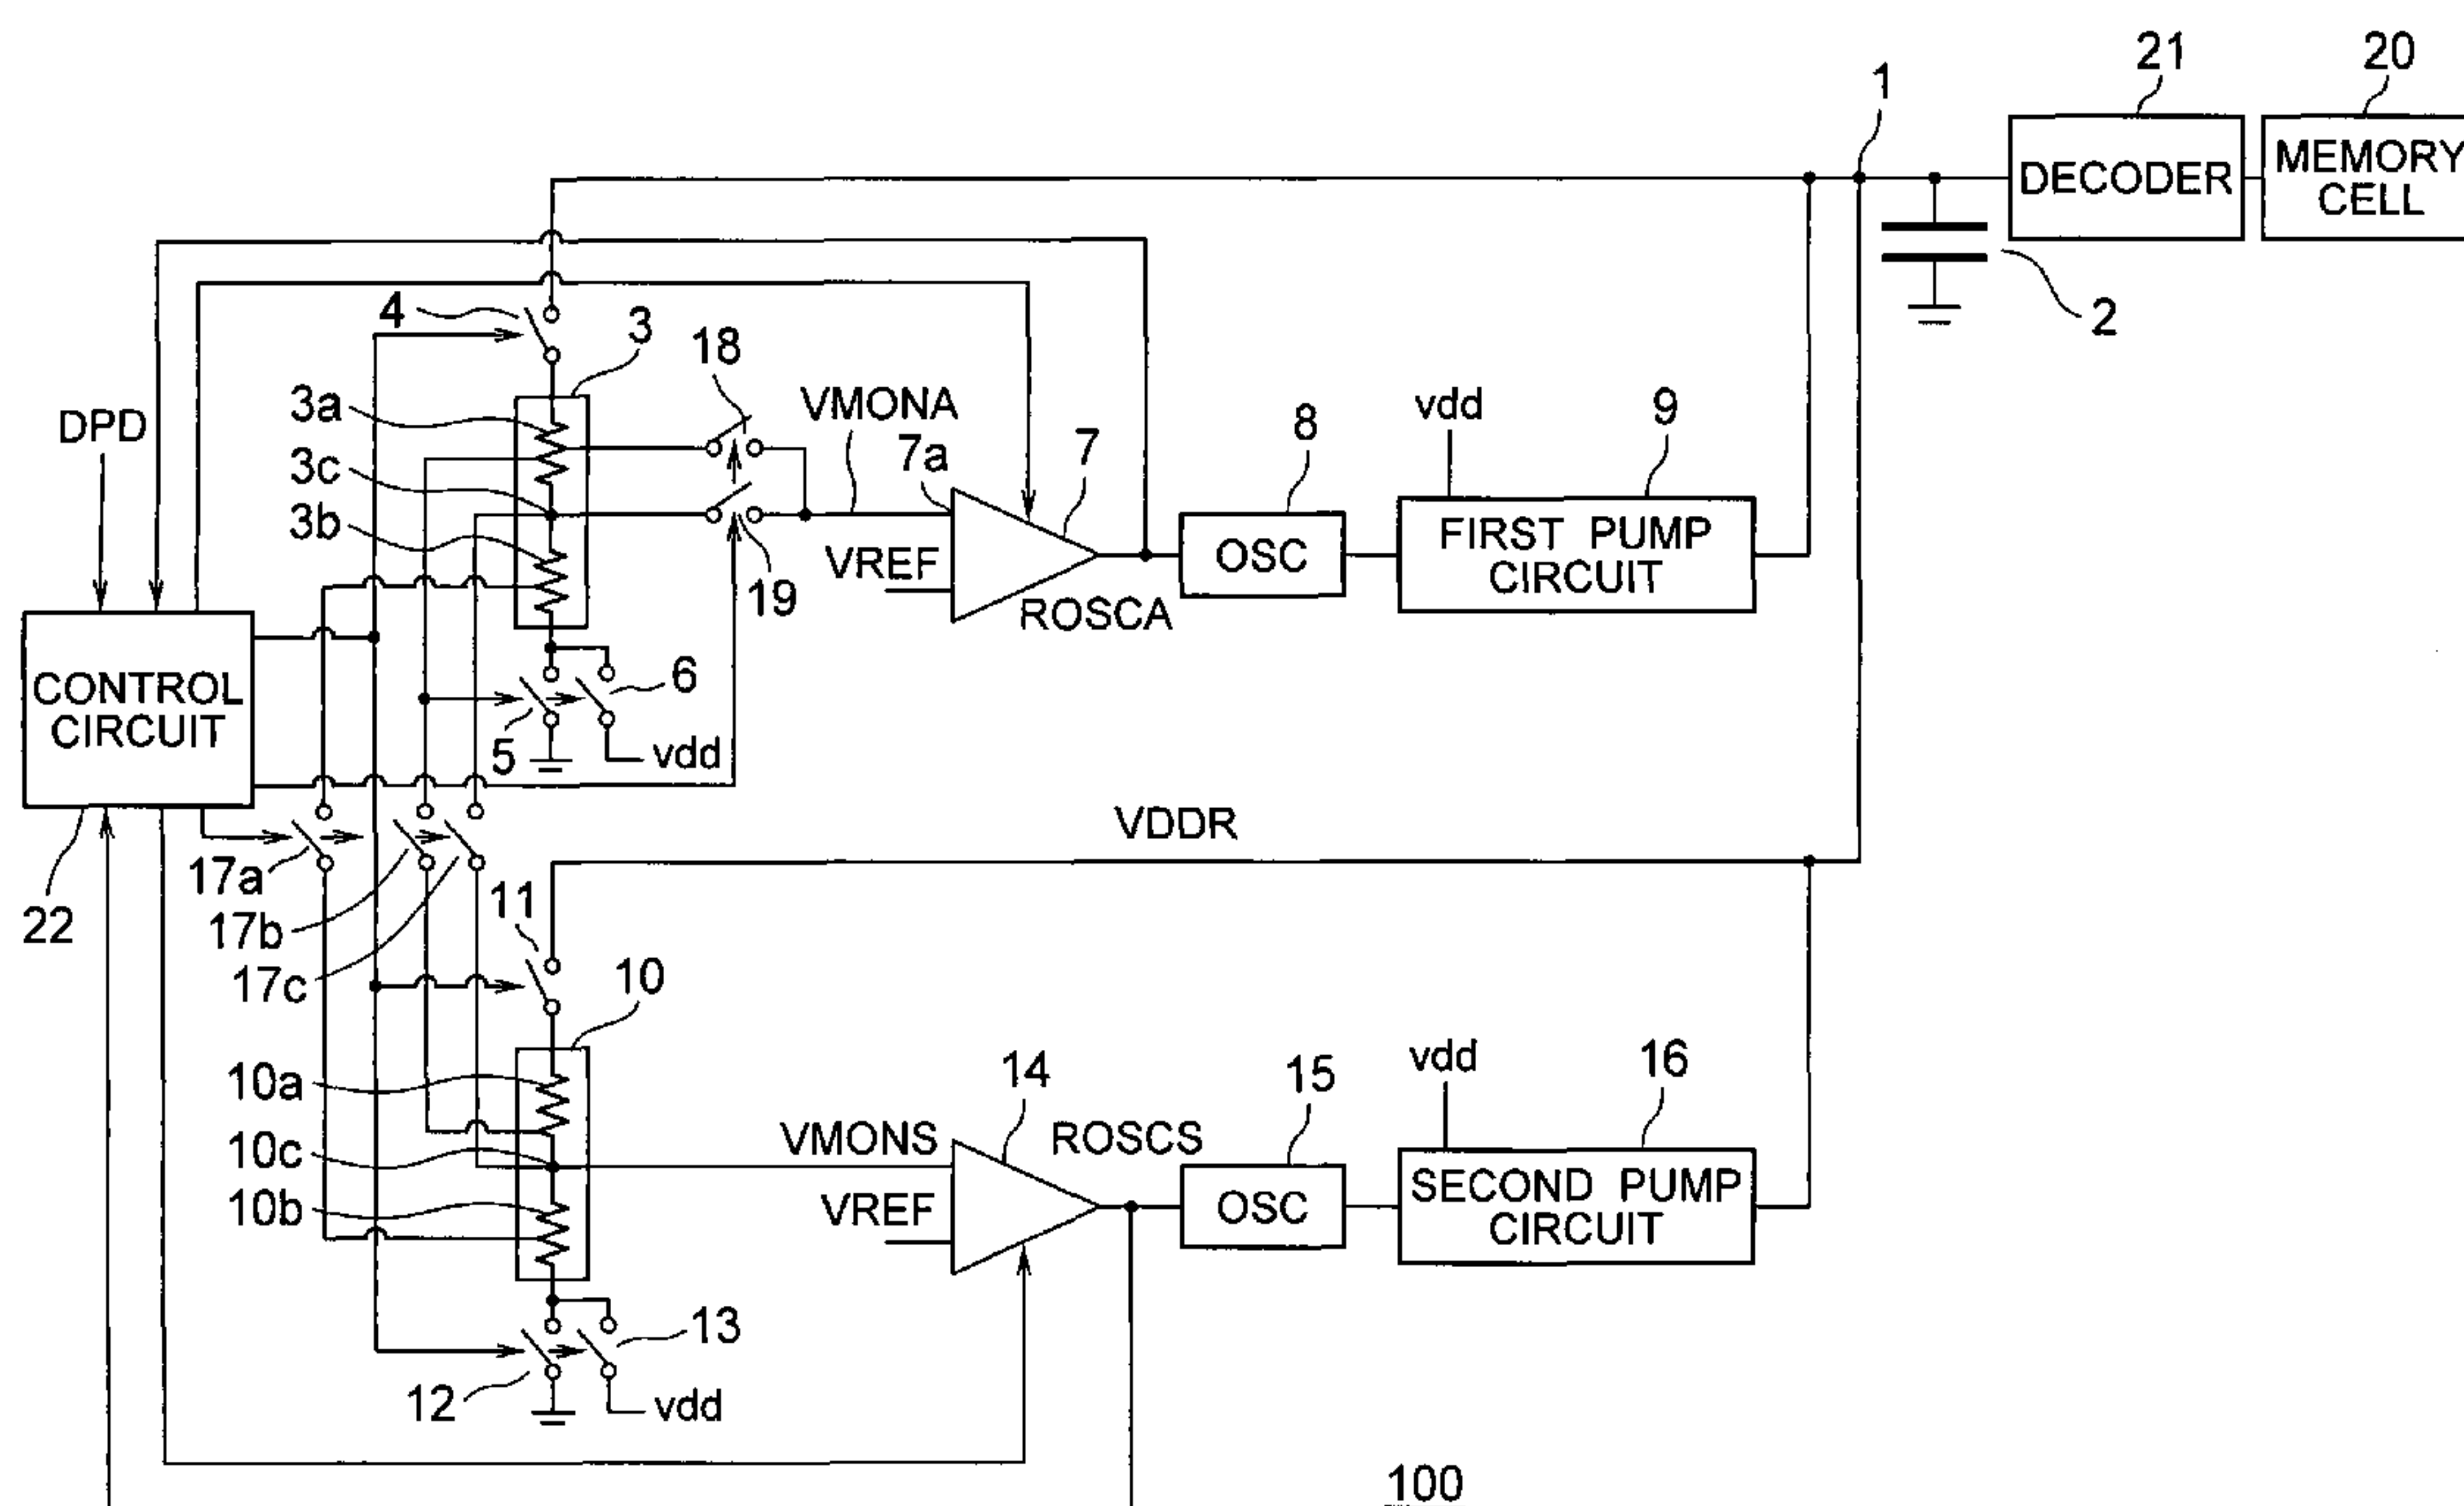 21
20
1
DECODER
MEMORY
CELL
2
4
3
18
3a
VMONA
DPD
7a
7
8
vdd
9
3c
3b
VREF
OSC
FIRST PUMP
CIRCUIT
19
ROSCA
CONTROL
CIRCUIT
6
5
vdd
VDDR
17a
22
17b
11
17c
10
10a
14
vdd
16
15
10c
VMONS
ROSCS
10b
VREF
OSC
SECOND PUMP
CIRCUIT
13
12
vdd
100